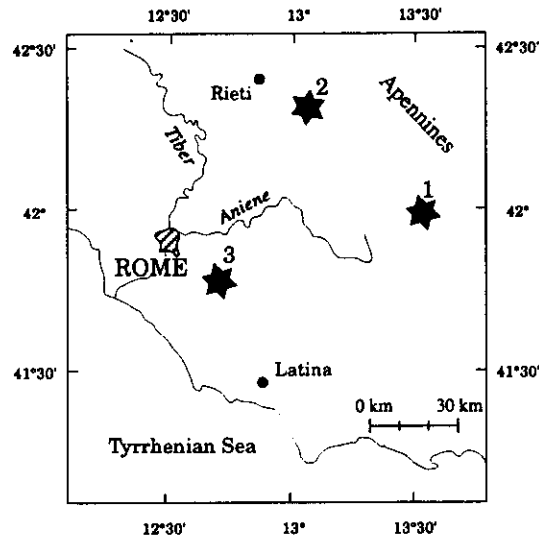 12°30' 13° 13°30'
42°30' 42°30'
2
Rieti
Apennines
Tiber
1
Aniene
42° 42°
3
ROME
41°30' 41°30'
Latina
0 km 30 km
Tyrrhenian Sea
12°30' 13° 13°30'